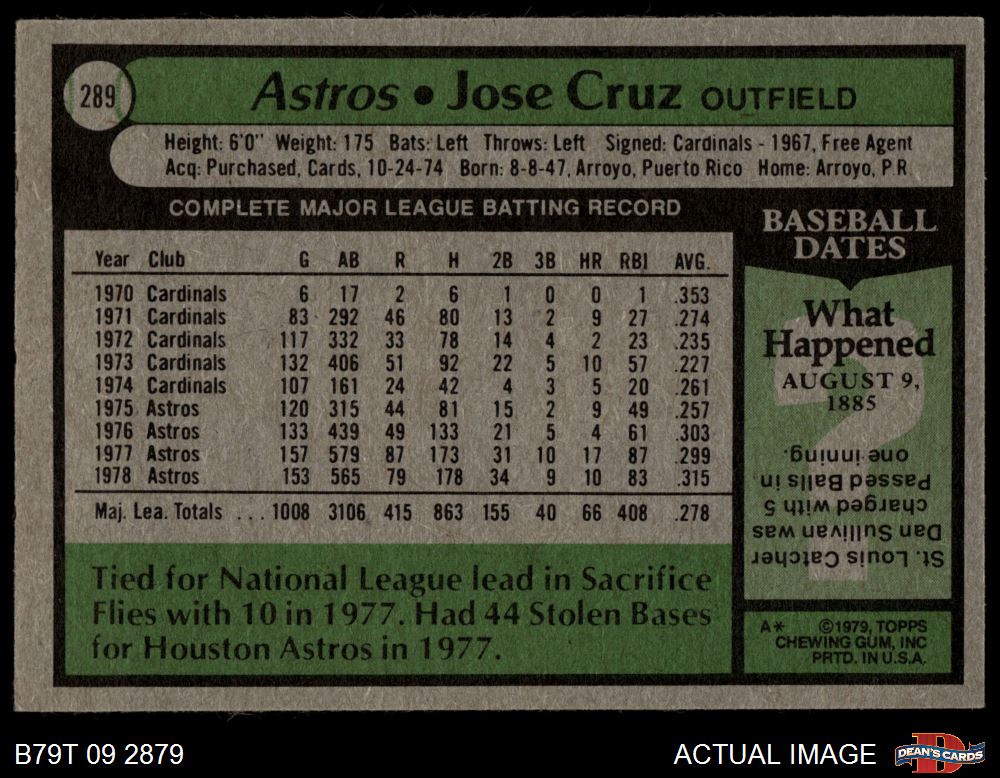 289
Astros • Jose Cruz OUTFIELD
Height: 6'0" Weight: 175 Bats: Left Throws: Left Signed: Cardinals - 1967, Free Agent
Acq: Purchased, Cards, 10-24-74 Born: 8-8-47, Arroyo, Puerto Rico Home: Arroyo, P.R
COMPLETE MAJOR LEAGUE BATTING RECORD
Year Club G AB R H 2B 3B HR RBI AVG.
1970 Cardinals 6 17 2 6 1 0 0 1 .353
1971 Cardinals 83 292 46 80 13 2 9 27 .274
1972 Cardinals 117 332 33 78 14 4 2 23 .235
1973 Cardinals 132 406 51 92 22 5 10 57 .227
1974 Cardinals 107 161 24 42 4 3 5 20 .261
1975 Astros 120 315 44 81 15 2 9 49 .257
1976 Astros 133 439 49 133 21 5 4 61 .303
1977 Astros 157 579 87 173 31 10 17 87 .299
1978 Astros 153 565 79 178 34 9 10 83 .315
Maj. Lea. Totals ... 1008 3106 415 863 155 40 66 408 .278
Tied for National League lead in Sacrifice
Flies with 10 in 1977. Had 44 Stolen Bases
for Houston Astros in 1977.
BASEBALL
DATES
?
What
Happened
AUGUST 9,
1885
St. Louis Catcher
Dan Sullivan was
charged with 5
Passed Balls in
one inning.
A* ©1979, TOPPS
CHEWING GUM, INC
PRTD. IN U.S.A.
B79T 09 2879
ACTUAL IMAGE
D
DEAN'S CARDS